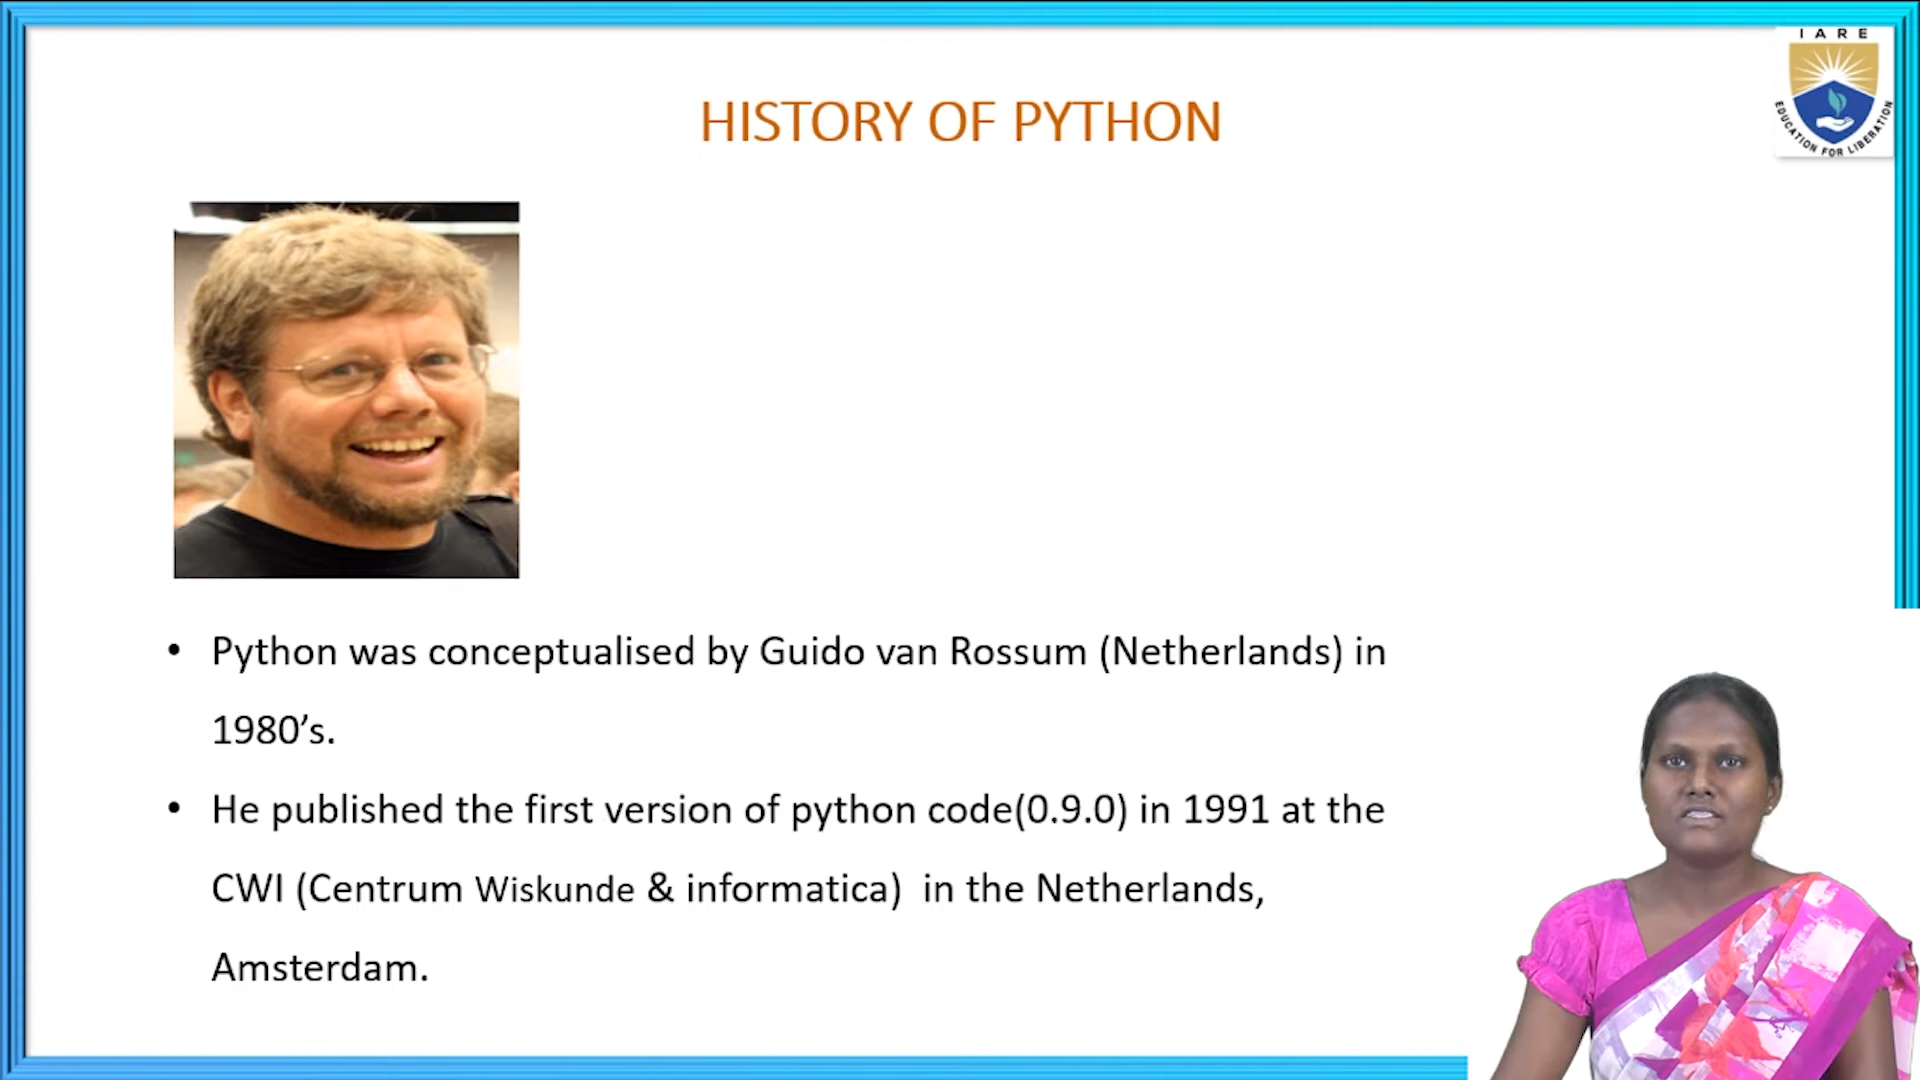 IARE
EDUCATION FOR LIBERATION
HISTORY OF PYTHON
• Python was conceptualised by Guido van Rossum (Netherlands) in
1980’s.
• He published the first version of python code(0.9.0) in 1991 at the
CWI (Centrum Wiskunde & informatica)  in the Netherlands,
Amsterdam.